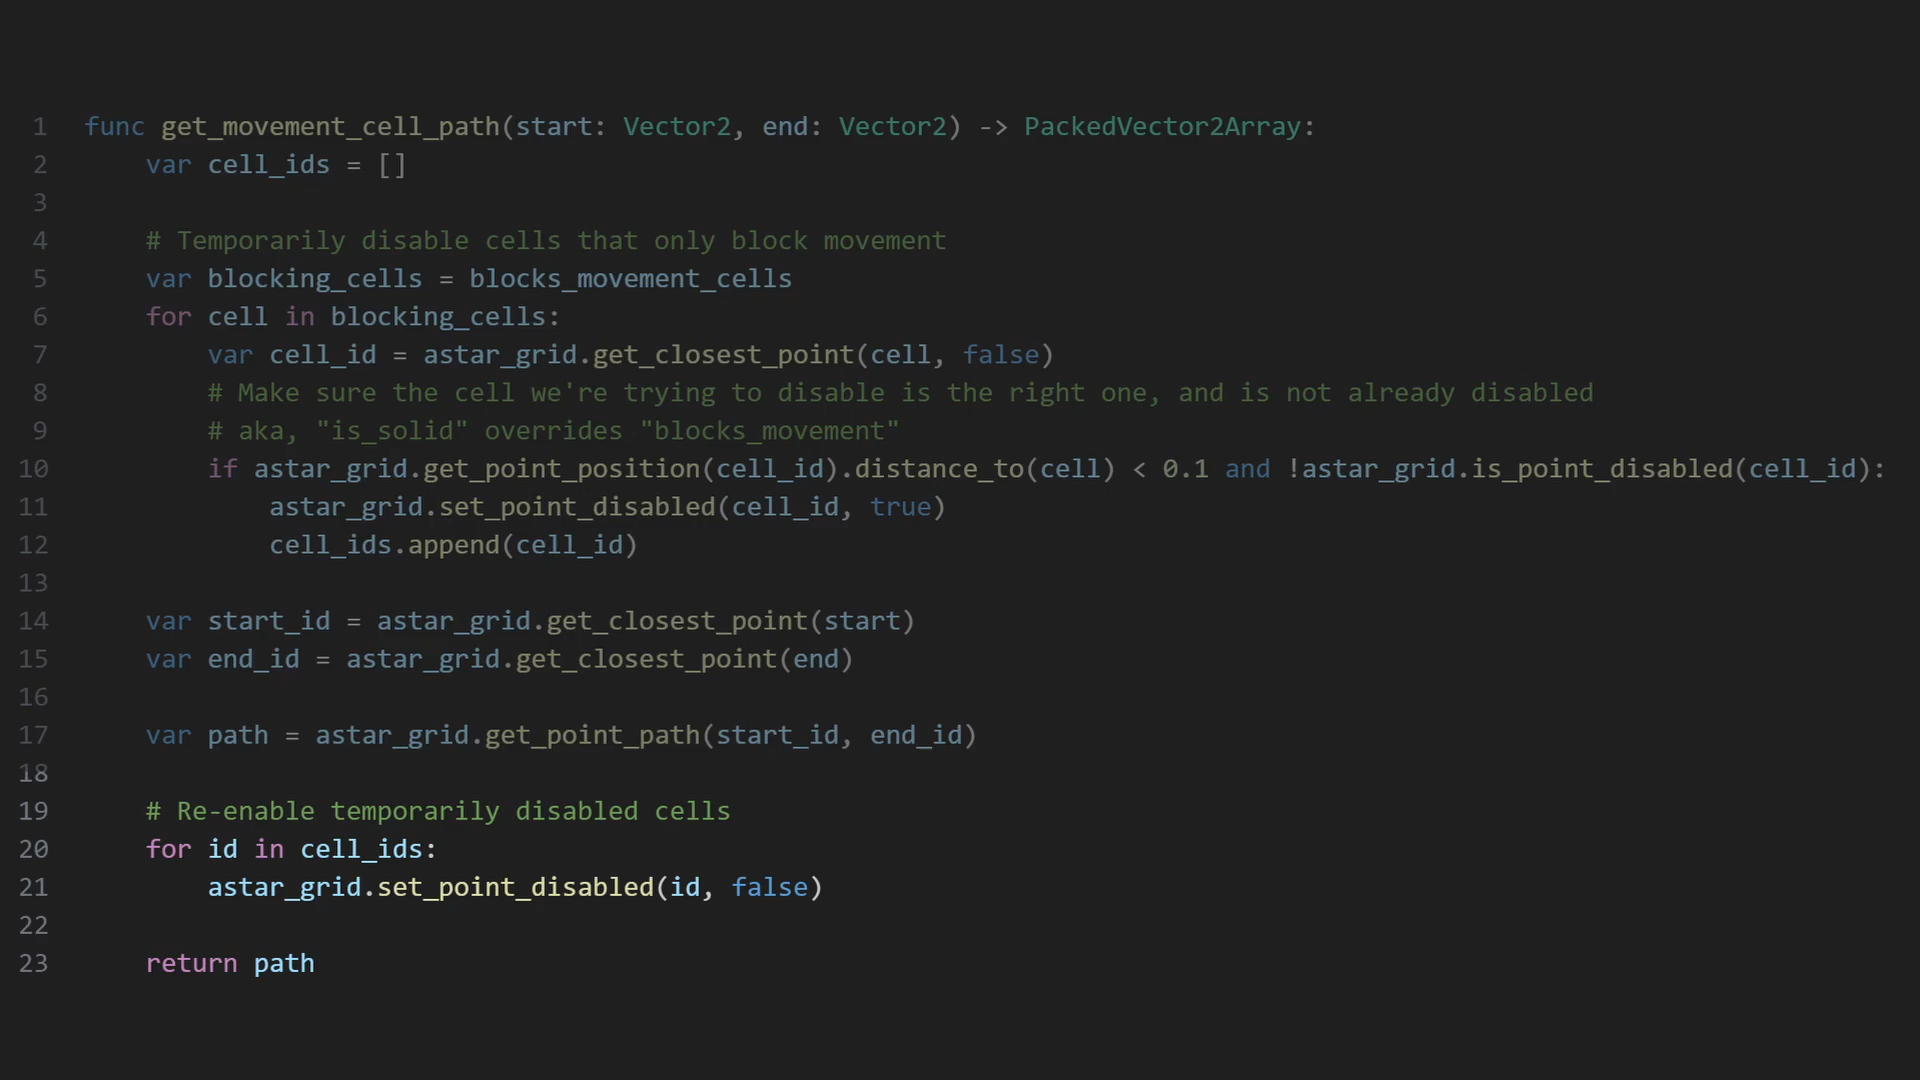 1 func get_movement_cell_path(start: Vector2, end: Vector2) -> PackedVector2Array:
2     var cell_ids = []
3
4     # Temporarily disable cells that only block movement
5     var blocking_cells = blocks_movement_cells
6     for cell in blocking_cells:
7         var cell_id = astar_grid.get_closest_point(cell, false)
8         # Make sure the cell we're trying to disable is the right one, and is not already disabled
9         # aka, "is_solid" overrides "blocks_movement"
10         if astar_grid.get_point_position(cell_id).distance_to(cell) < 0.1 and !astar_grid.is_point_disabled(cell_id):
11             astar_grid.set_point_disabled(cell_id, true)
12             cell_ids.append(cell_id)
13
14     var start_id = astar_grid.get_closest_point(start)
15     var end_id = astar_grid.get_closest_point(end)
16
17     var path = astar_grid.get_point_path(start_id, end_id)
18
19     # Re-enable temporarily disabled cells
20     for id in cell_ids:
21         astar_grid.set_point_disabled(id, false)
22
23     return path